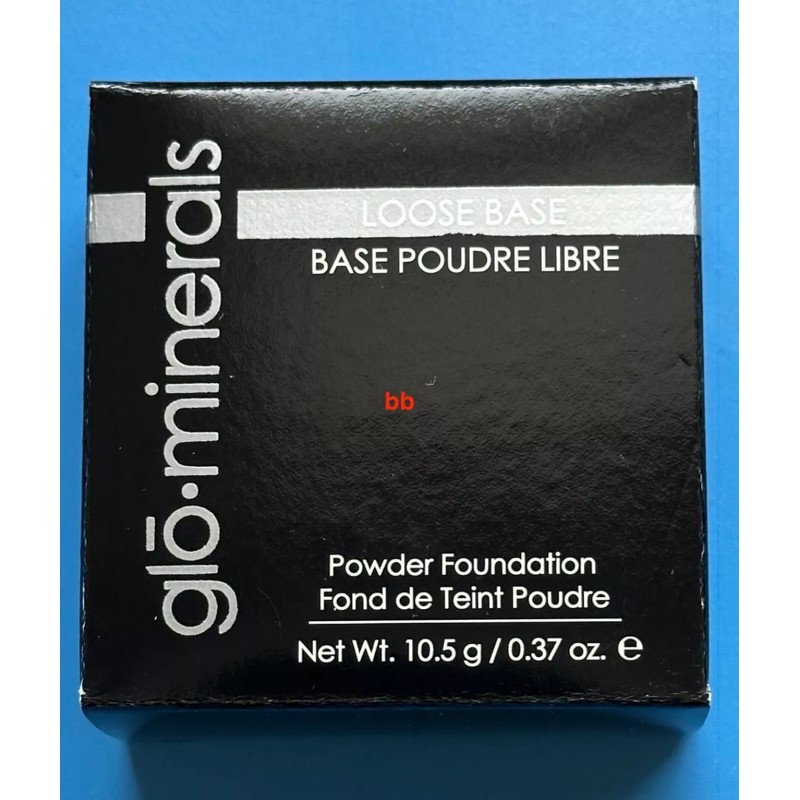 glō·minerals
LOOSE BASE
BASE POUDRE LIBRE
bb
Powder Foundation
Fond de Teint Poudre
Net Wt. 10.5 g / 0.37 oz. ℮